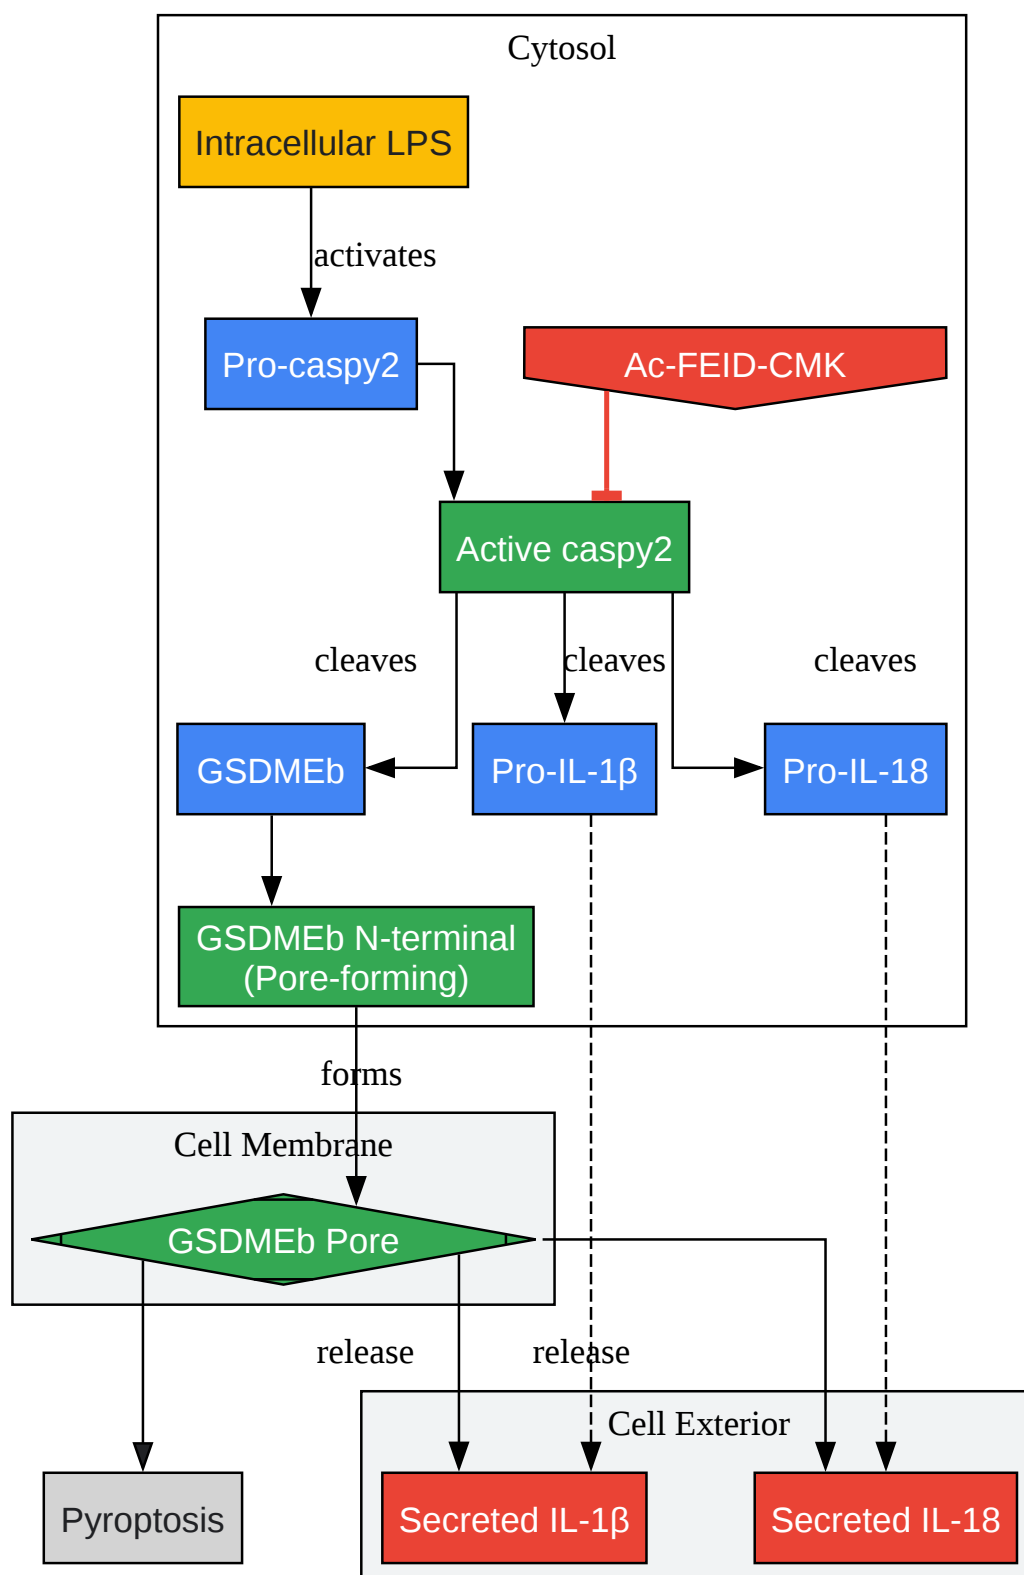 Cytosol
Intracellular LPS
activates
Pro-caspy2
Ac-FEID-CMK
Active caspy2
cleaves
cleaves
cleaves
GSDMEb
Pro-IL-1β
Pro-IL-18
GSDMEb N-terminal
(Pore-forming)
forms
Cell Membrane
GSDMEb Pore
release
release
Cell Exterior
Pyroptosis
Secreted IL-1β
Secreted IL-18